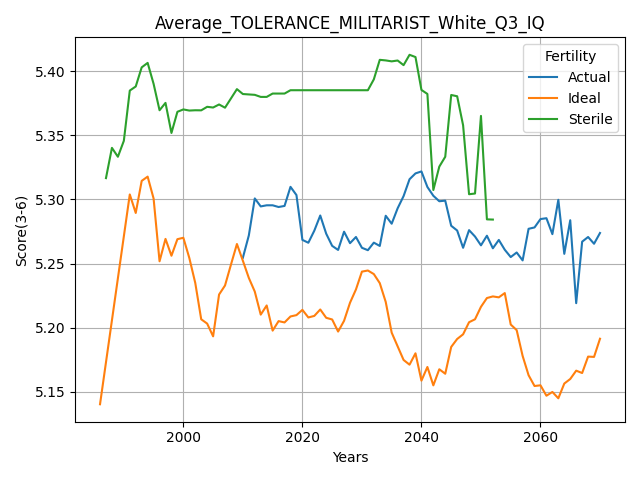 Average_TOLERANCE_MILITARIST_White_Q3_IQ
Fertility
Actual
Ideal
Sterile
Score(3-6)
5.40
5.35
5.30
5.25
5.20
5.15
2000 2020 2040 2060
Years